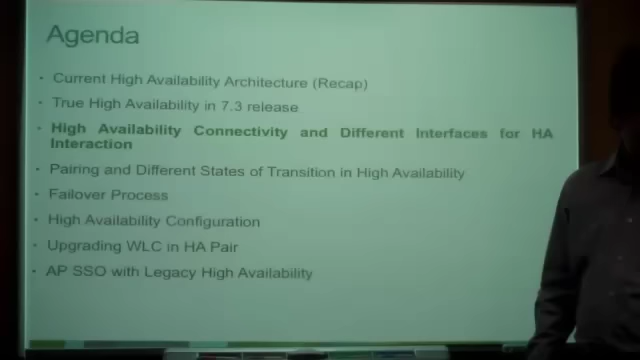 Agenda
• Current High Availability Architecture (Recap)
• True High Availability in 7.3 release
• High Availability Connectivity and Different Interfaces for HA
Interaction
• Pairing and Different States of Transition in High Availability
• Failover Process
• High Availability Configuration
• Upgrading WLC in HA Pair
• AP SSO with Legacy High Availability